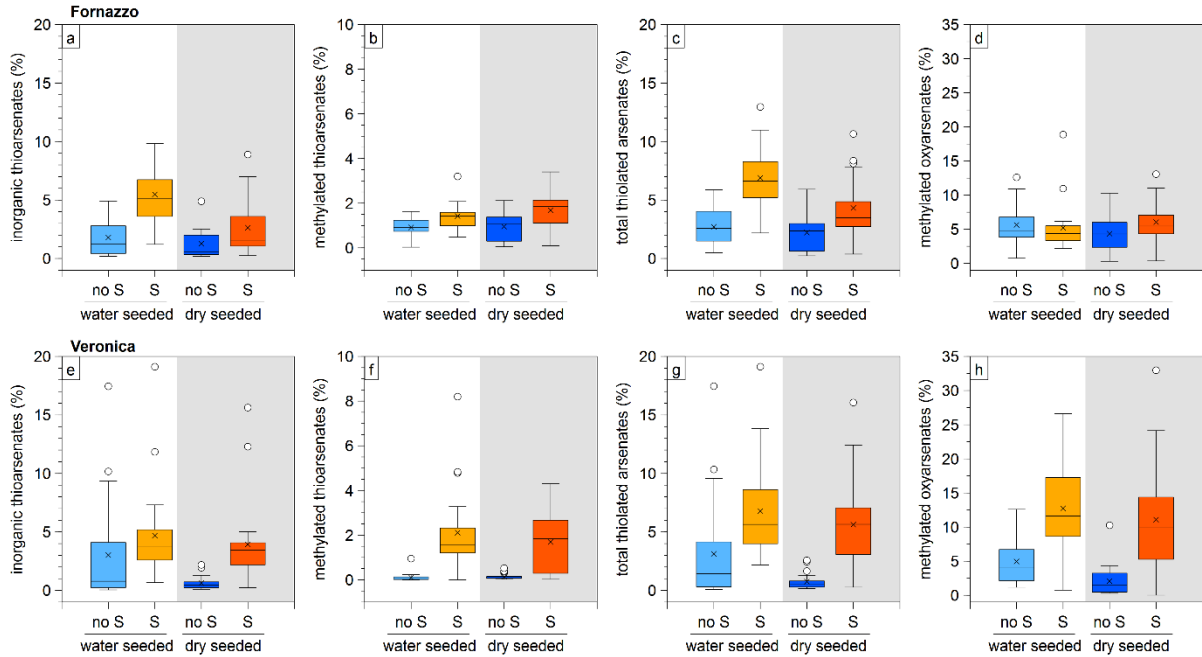 Fornazzo
a
inorganic thioarsenates (%)
20
15
10
5
0
no S S no S S
water seeded dry seeded
b
methylated thioarsenates (%)
10
8
6
4
2
0
no S S no S S
water seeded dry seeded
c
total thiolated arsenates (%)
20
15
10
5
0
no S S no S S
water seeded dry seeded
d
methylated oxyarsenates (%)
35
30
25
20
15
10
5
0
no S S no S S
water seeded dry seeded
Veronica
e
inorganic thioarsenates (%)
20
15
10
5
0
no S S no S S
water seeded dry seeded
f
methylated thioarsenates (%)
10
8
6
4
2
0
no S S no S S
water seeded dry seeded
g
total thiolated arsenates (%)
20
15
10
5
0
no S S no S S
water seeded dry seeded
h
methylated oxyarsenates (%)
35
30
25
20
15
10
5
0
no S S no S S
water seeded dry seeded